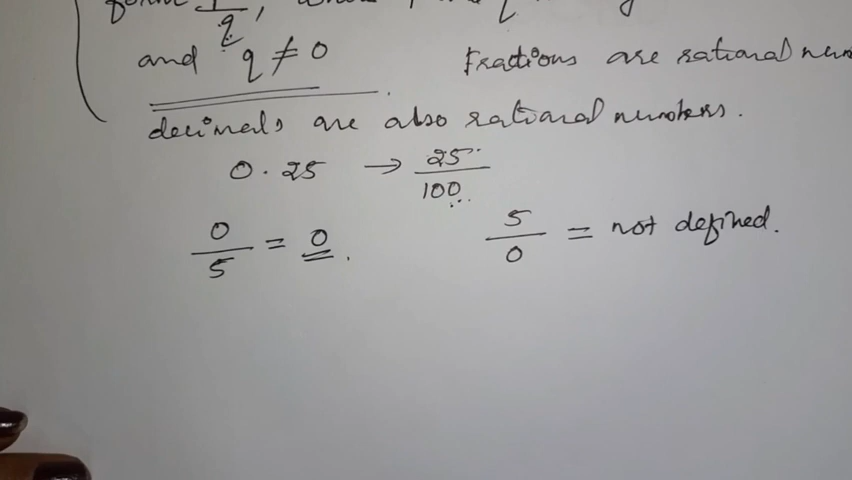 form p/q,
and q ≠ 0 Fractions are rational
decimals are also rational numbers.
0.25 → 25/100
0/5 = 0. 5/0 = not defined.